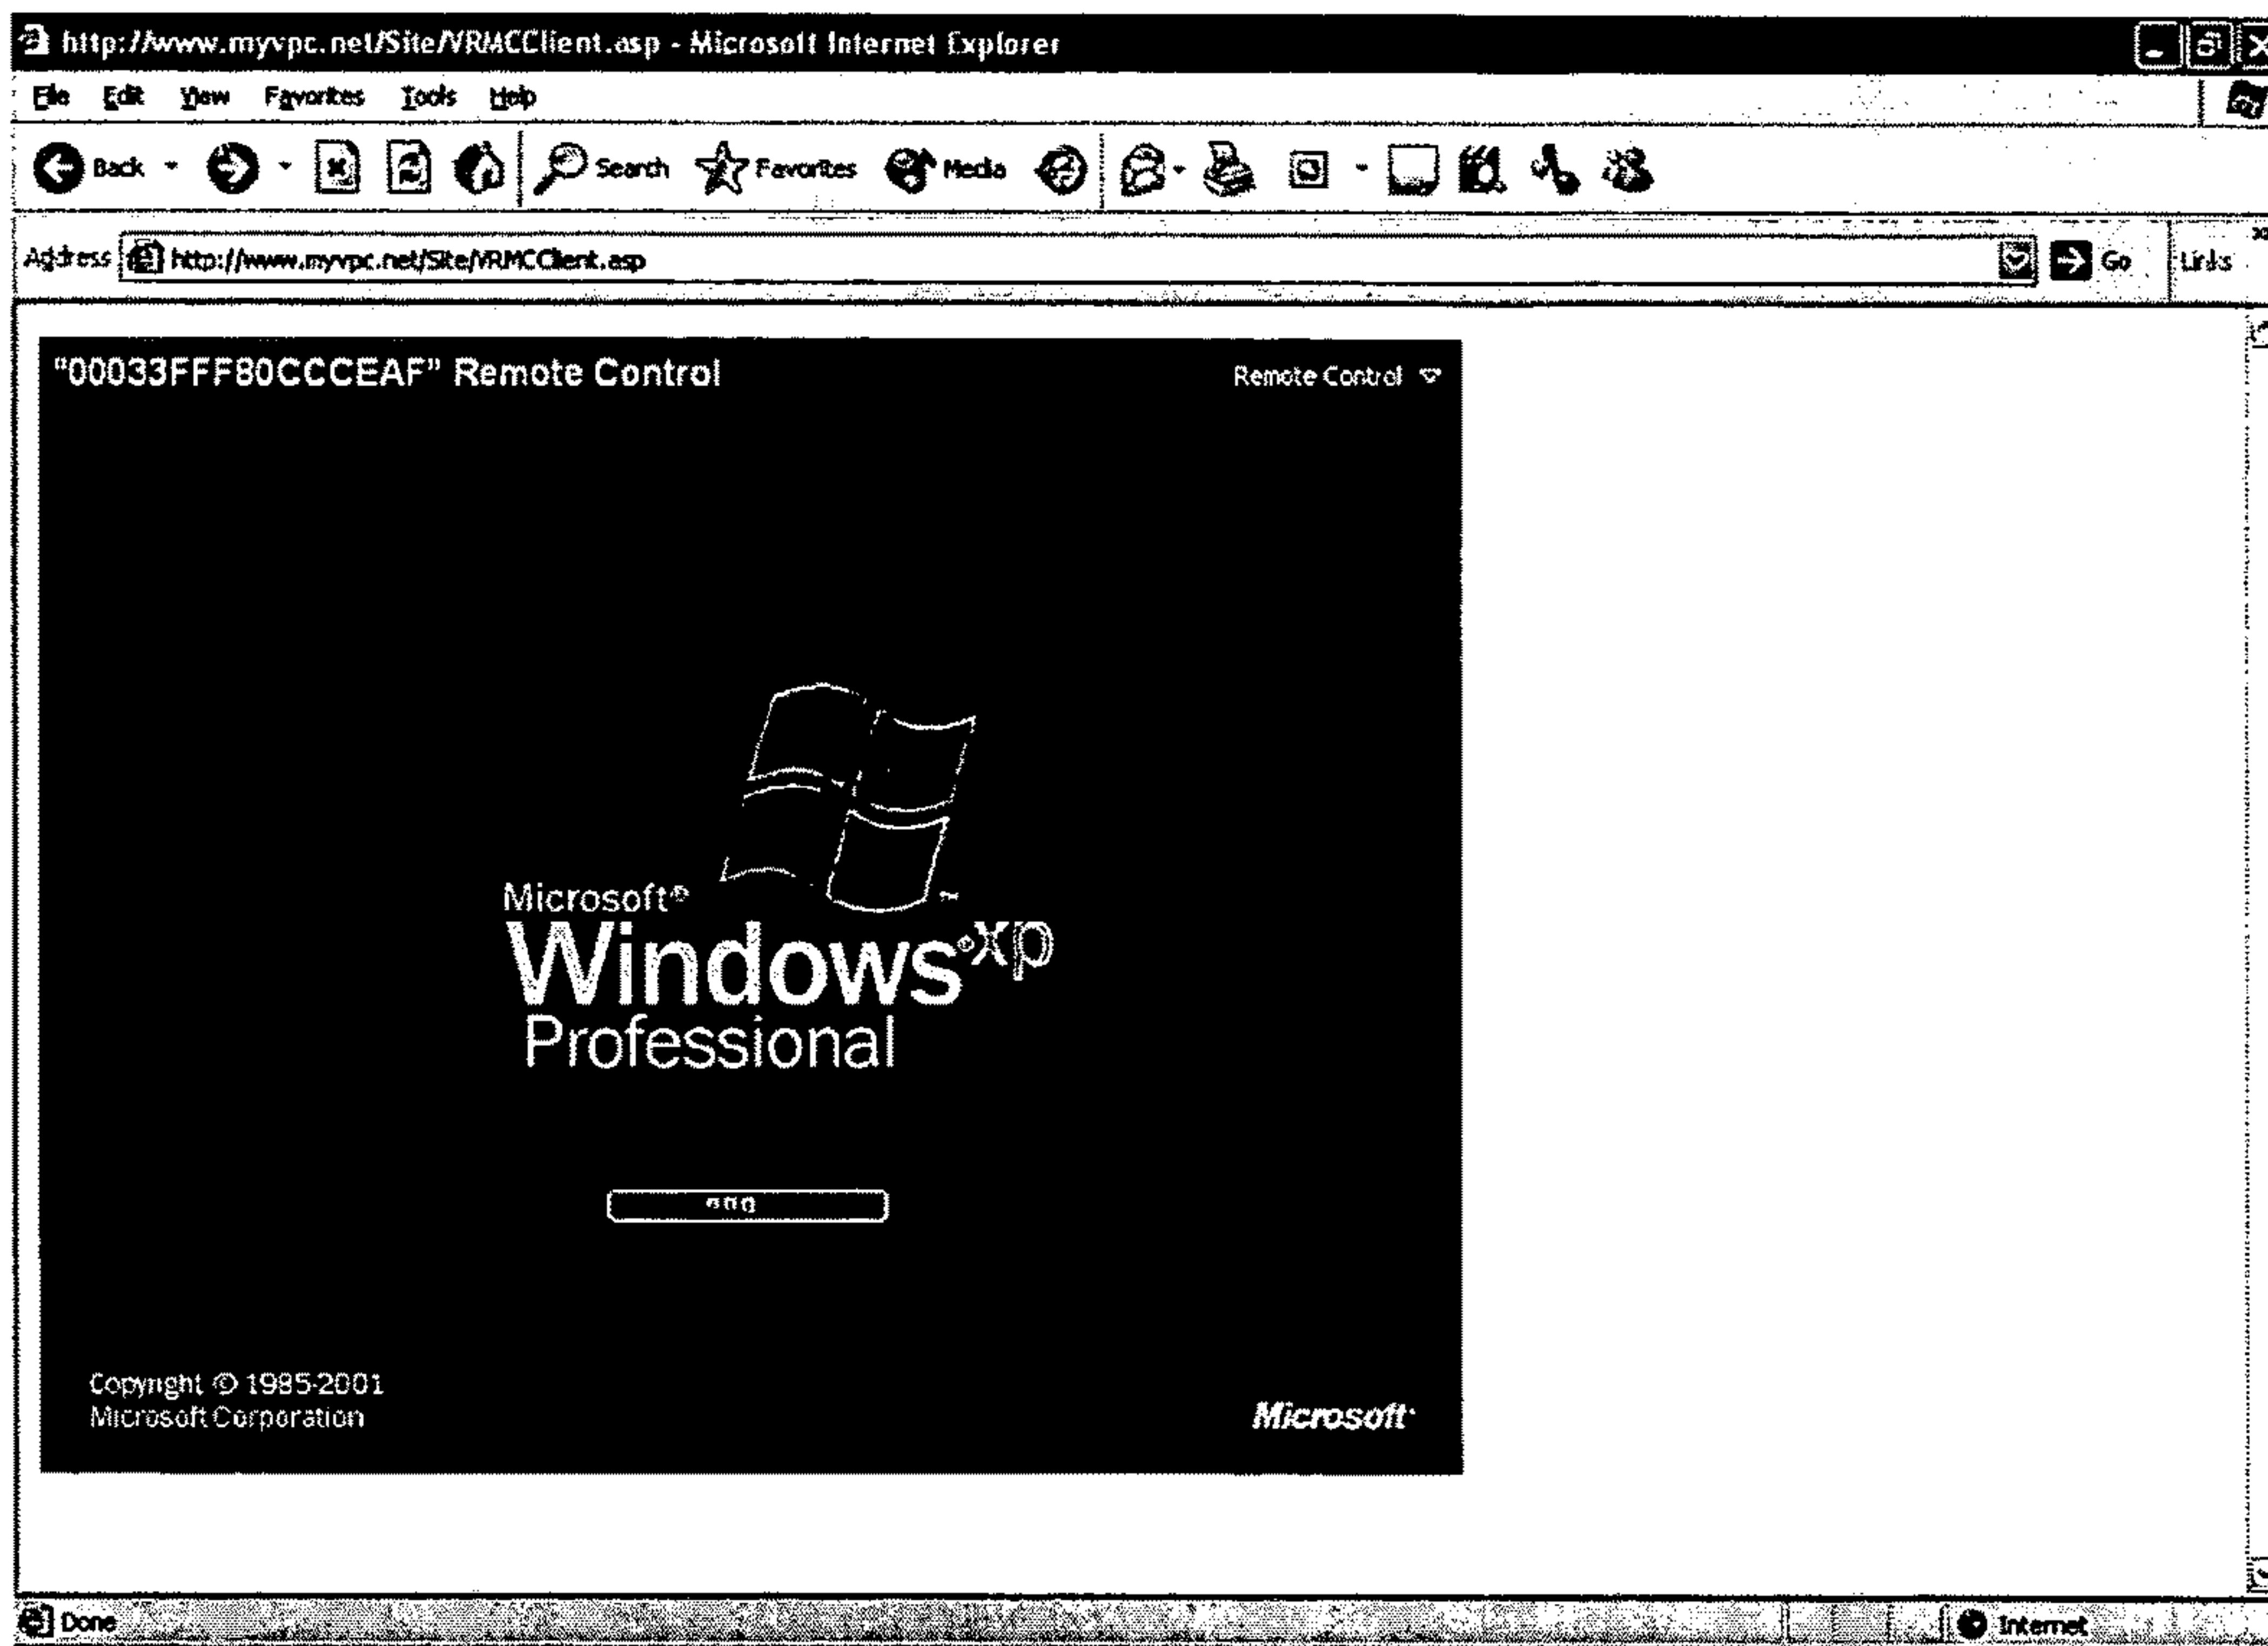 http://www.myvpc.net/Site/VRMCClient.asp - Microsoft Internet Explorer
File Edit View Favorites Tools Help
Back Search Favorites Media
Address http://www.myvpc.net/Site/VRMCClient.asp Go Links
"00033FFF80CCCEAF" Remote Control Remote Control
Microsoft®
Windows® xp
Professional
Copyright © 1985-2001
Microsoft Corporation
Microsoft
Done Internet